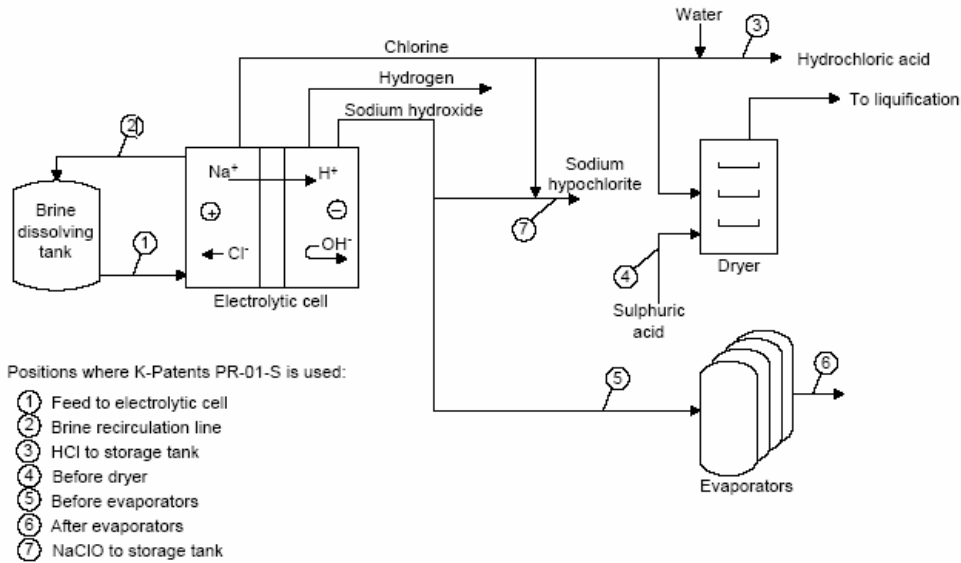 Water
3
Chlorine
Hydrochloric acid
Hydrogen
To liquification
Sodium hydroxide
2
Na⁺
H⁺
Sodium
hypochlorite
Brine
dissolving
tank
+
−
7
1
Cl⁻
OH⁻
4
Dryer
Electrolytic cell
Sulphuric
acid
Positions where K-Patents PR-01-S is used:
5
6
1 Feed to electrolytic cell
2 Brine recirculation line
3 HCl to storage tank
4 Before dryer
Evaporators
5 Before evaporators
6 After evaporators
7 NaClO to storage tank